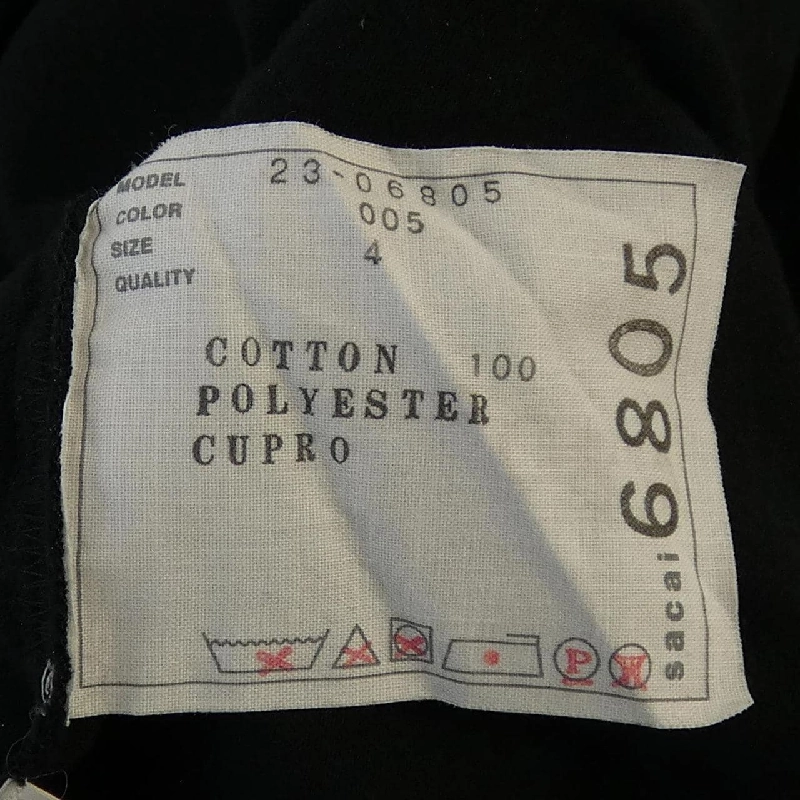 MODEL 23-06805
COLOR 005
SIZE 4
QUALITY
COTTON 100
POLYESTER
CUPRO
P W
sacai 6805